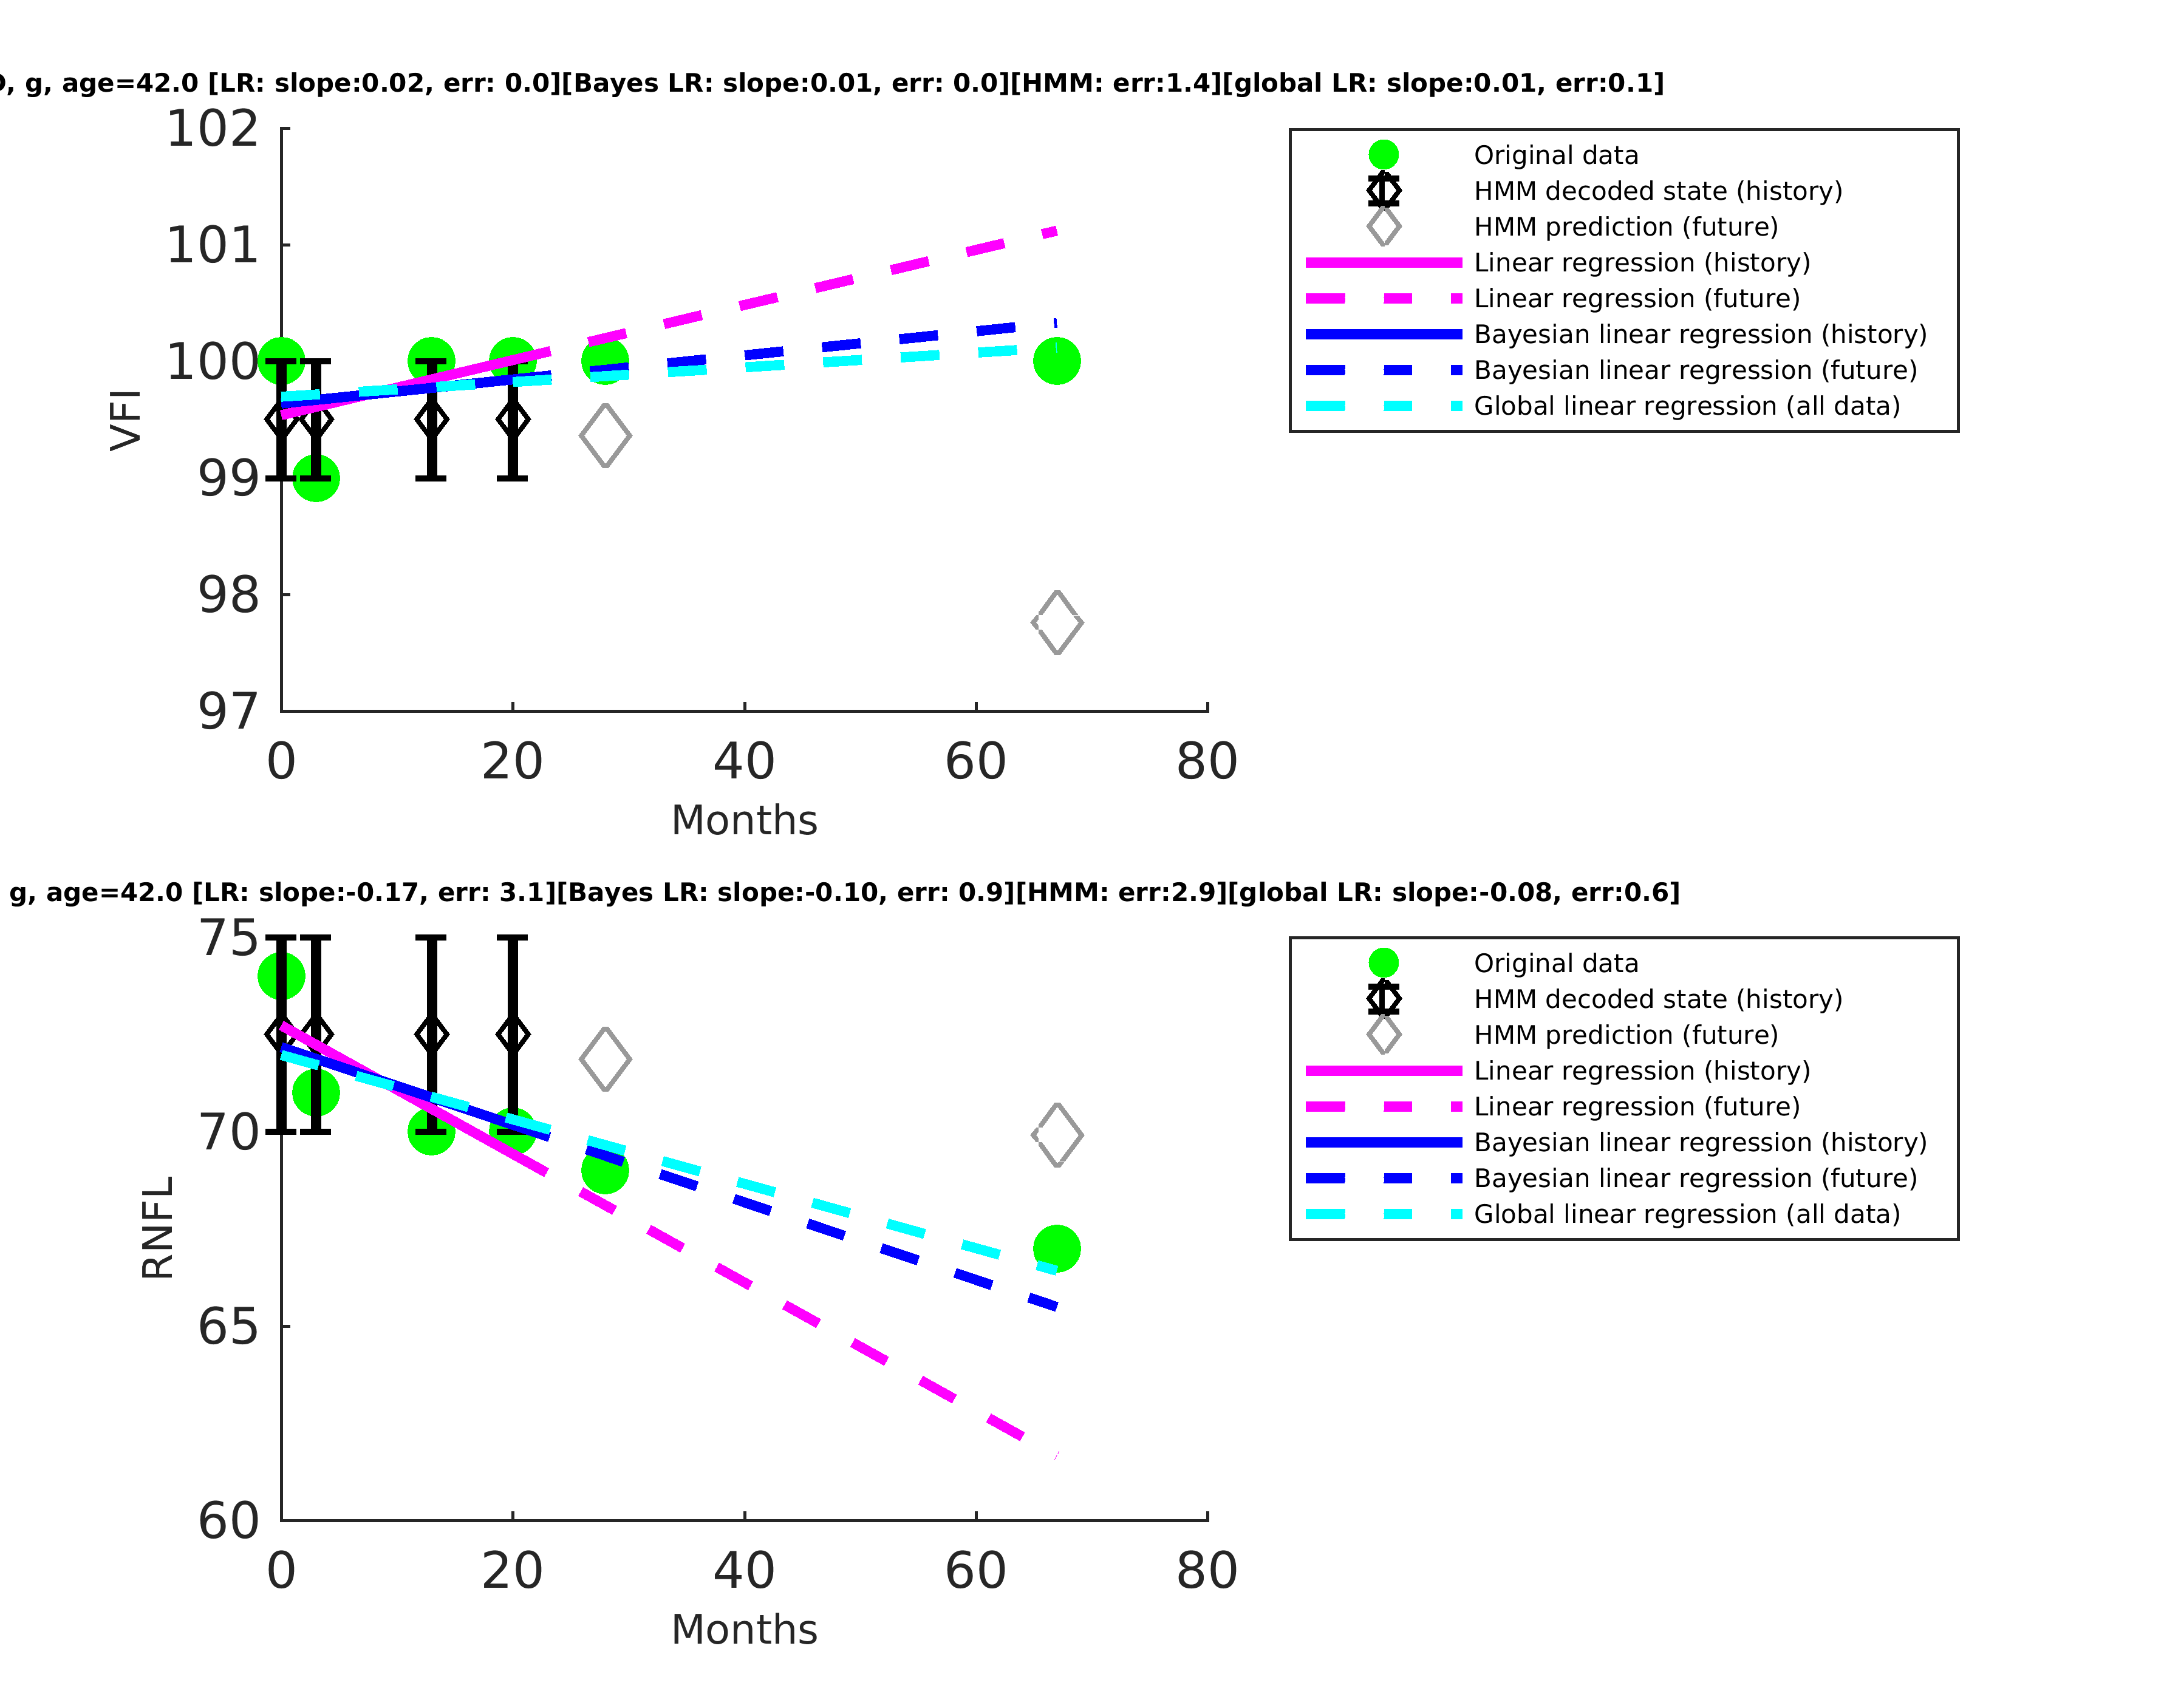 , g, age=42.0 [LR: slope:0.02, err: 0.0][Bayes LR: slope:0.01, err: 0.0][HMM: err:1.4][global LR: slope:0.01, err:0.1]
102
101
100
99
98
97
VFI
0 20 40 60 80
Months
Original data
HMM decoded state (history)
HMM prediction (future)
Linear regression (history)
Linear regression (future)
Bayesian linear regression (history)
Bayesian linear regression (future)
Global linear regression (all data)
g, age=42.0 [LR: slope:-0.17, err: 3.1][Bayes LR: slope:-0.10, err: 0.9][HMM: err:2.9][global LR: slope:-0.08, err:0.6]
75
70
65
60
RNFL
0 20 40 60 80
Months
Original data
HMM decoded state (history)
HMM prediction (future)
Linear regression (history)
Linear regression (future)
Bayesian linear regression (history)
Bayesian linear regression (future)
Global linear regression (all data)